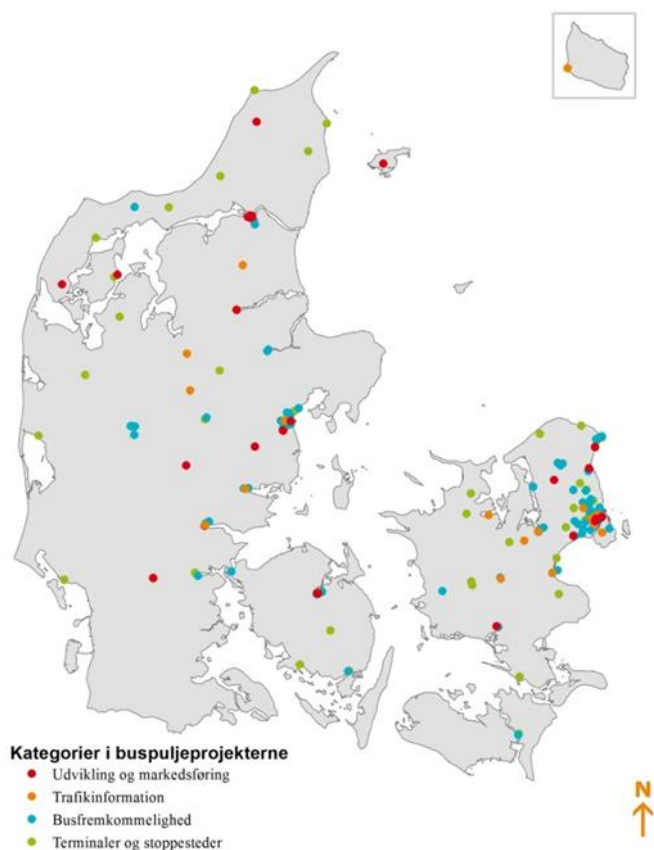 Kategorier i buspuljeprojekterne
Udvikling og markedsføring
Trafikinformation
Busfremkommelighed
Terminaler og stoppesteder
N